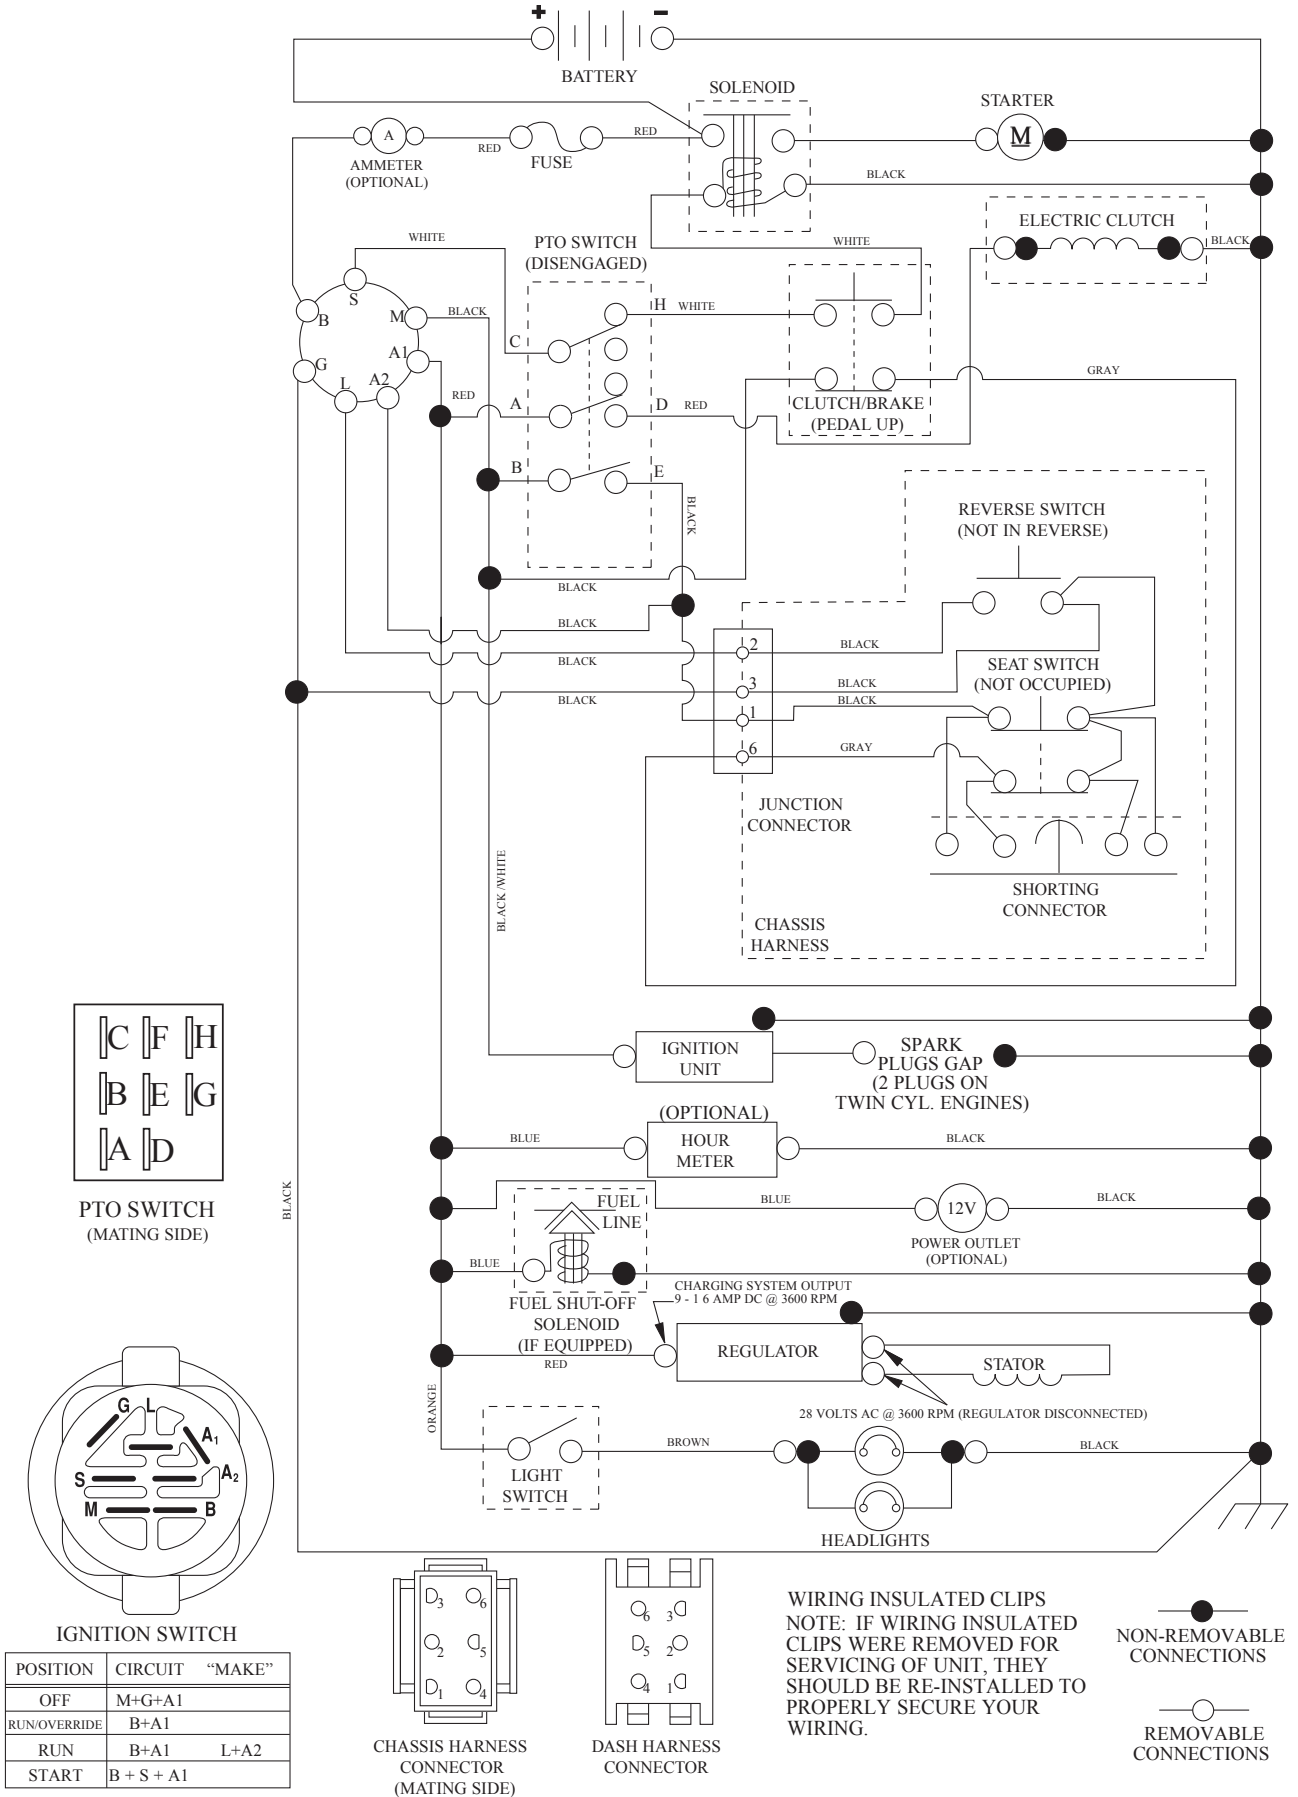 + −
BATTERY
SOLENOID
STARTER
A
RED
RED
M
AMMETER
(OPTIONAL)
FUSE
BLACK
ELECTRIC CLUTCH
WHITE
PTO SWITCH
(DISENGAGED)
WHITE
BLACK
S
B
M
BLACK
H
WHITE
C
G
A1
L
A2
GRAY
RED
A
D
RED
CLUTCH/BRAKE
(PEDAL UP)
B
E
BLACK
REVERSE SWITCH
(NOT IN REVERSE)
BLACK
BLACK
2
BLACK
BLACK
SEAT SWITCH
(NOT OCCUPIED)
3
BLACK
BLACK
BLACK
1
6
GRAY
JUNCTION
CONNECTOR
BLACK /WHITE
SHORTING
CONNECTOR
CHASSIS
HARNESS
C F H
B E G
A D
PTO SWITCH
(MATING SIDE)
IGNITION
UNIT
SPARK
PLUGS GAP
(2 PLUGS ON
TWIN CYL. ENGINES)
(OPTIONAL)
HOUR
METER
BLUE
BLACK
BLACK
FUEL
LINE
BLUE
12V
BLACK
POWER OUTLET
(OPTIONAL)
BLUE
CHARGING SYSTEM OUTPUT
9 - 1 6 AMP DC @ 3600 RPM
FUEL SHUT-OFF
SOLENOID
(IF EQUIPPED)
RED
REGULATOR
STATOR
ORANGE
28 VOLTS AC @ 3600 RPM (REGULATOR DISCONNECTED)
BROWN
BLACK
LIGHT
SWITCH
HEADLIGHTS
G L
A1
S
A2
M
B
IGNITION SWITCH
POSITION CIRCUIT "MAKE"
OFF M+G+A1
RUN/OVERRIDE B+A1
RUN B+A1 L+A2
START B + S + A1
3 6
2 5
1 4
CHASSIS HARNESS
CONNECTOR
(MATING SIDE)
6 3
5 2
4 1
DASH HARNESS
CONNECTOR
WIRING INSULATED CLIPS
NOTE: IF WIRING INSULATED
CLIPS WERE REMOVED FOR
SERVICING OF UNIT, THEY
SHOULD BE RE-INSTALLED TO
PROPERLY SECURE YOUR
WIRING.
NON-REMOVABLE
CONNECTIONS
REMOVABLE
CONNECTIONS